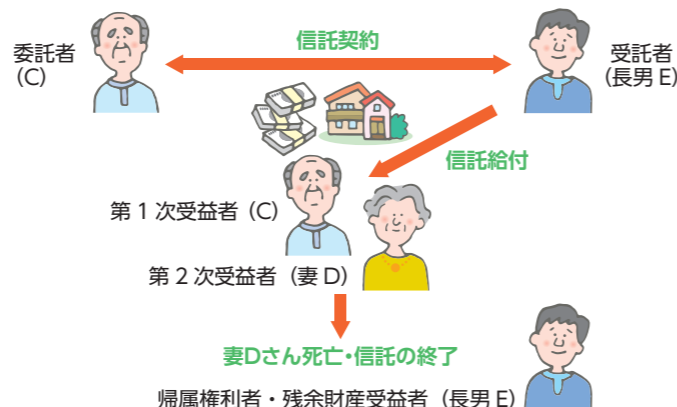 委託者
（C）
信託契約
受託者
（長男 E）
信託給付
第 1 次受益者（C）
第 2 次受益者（妻 D）
妻Dさん死亡・信託の終了
帰属権利者・残余財産受益者（長男 E）